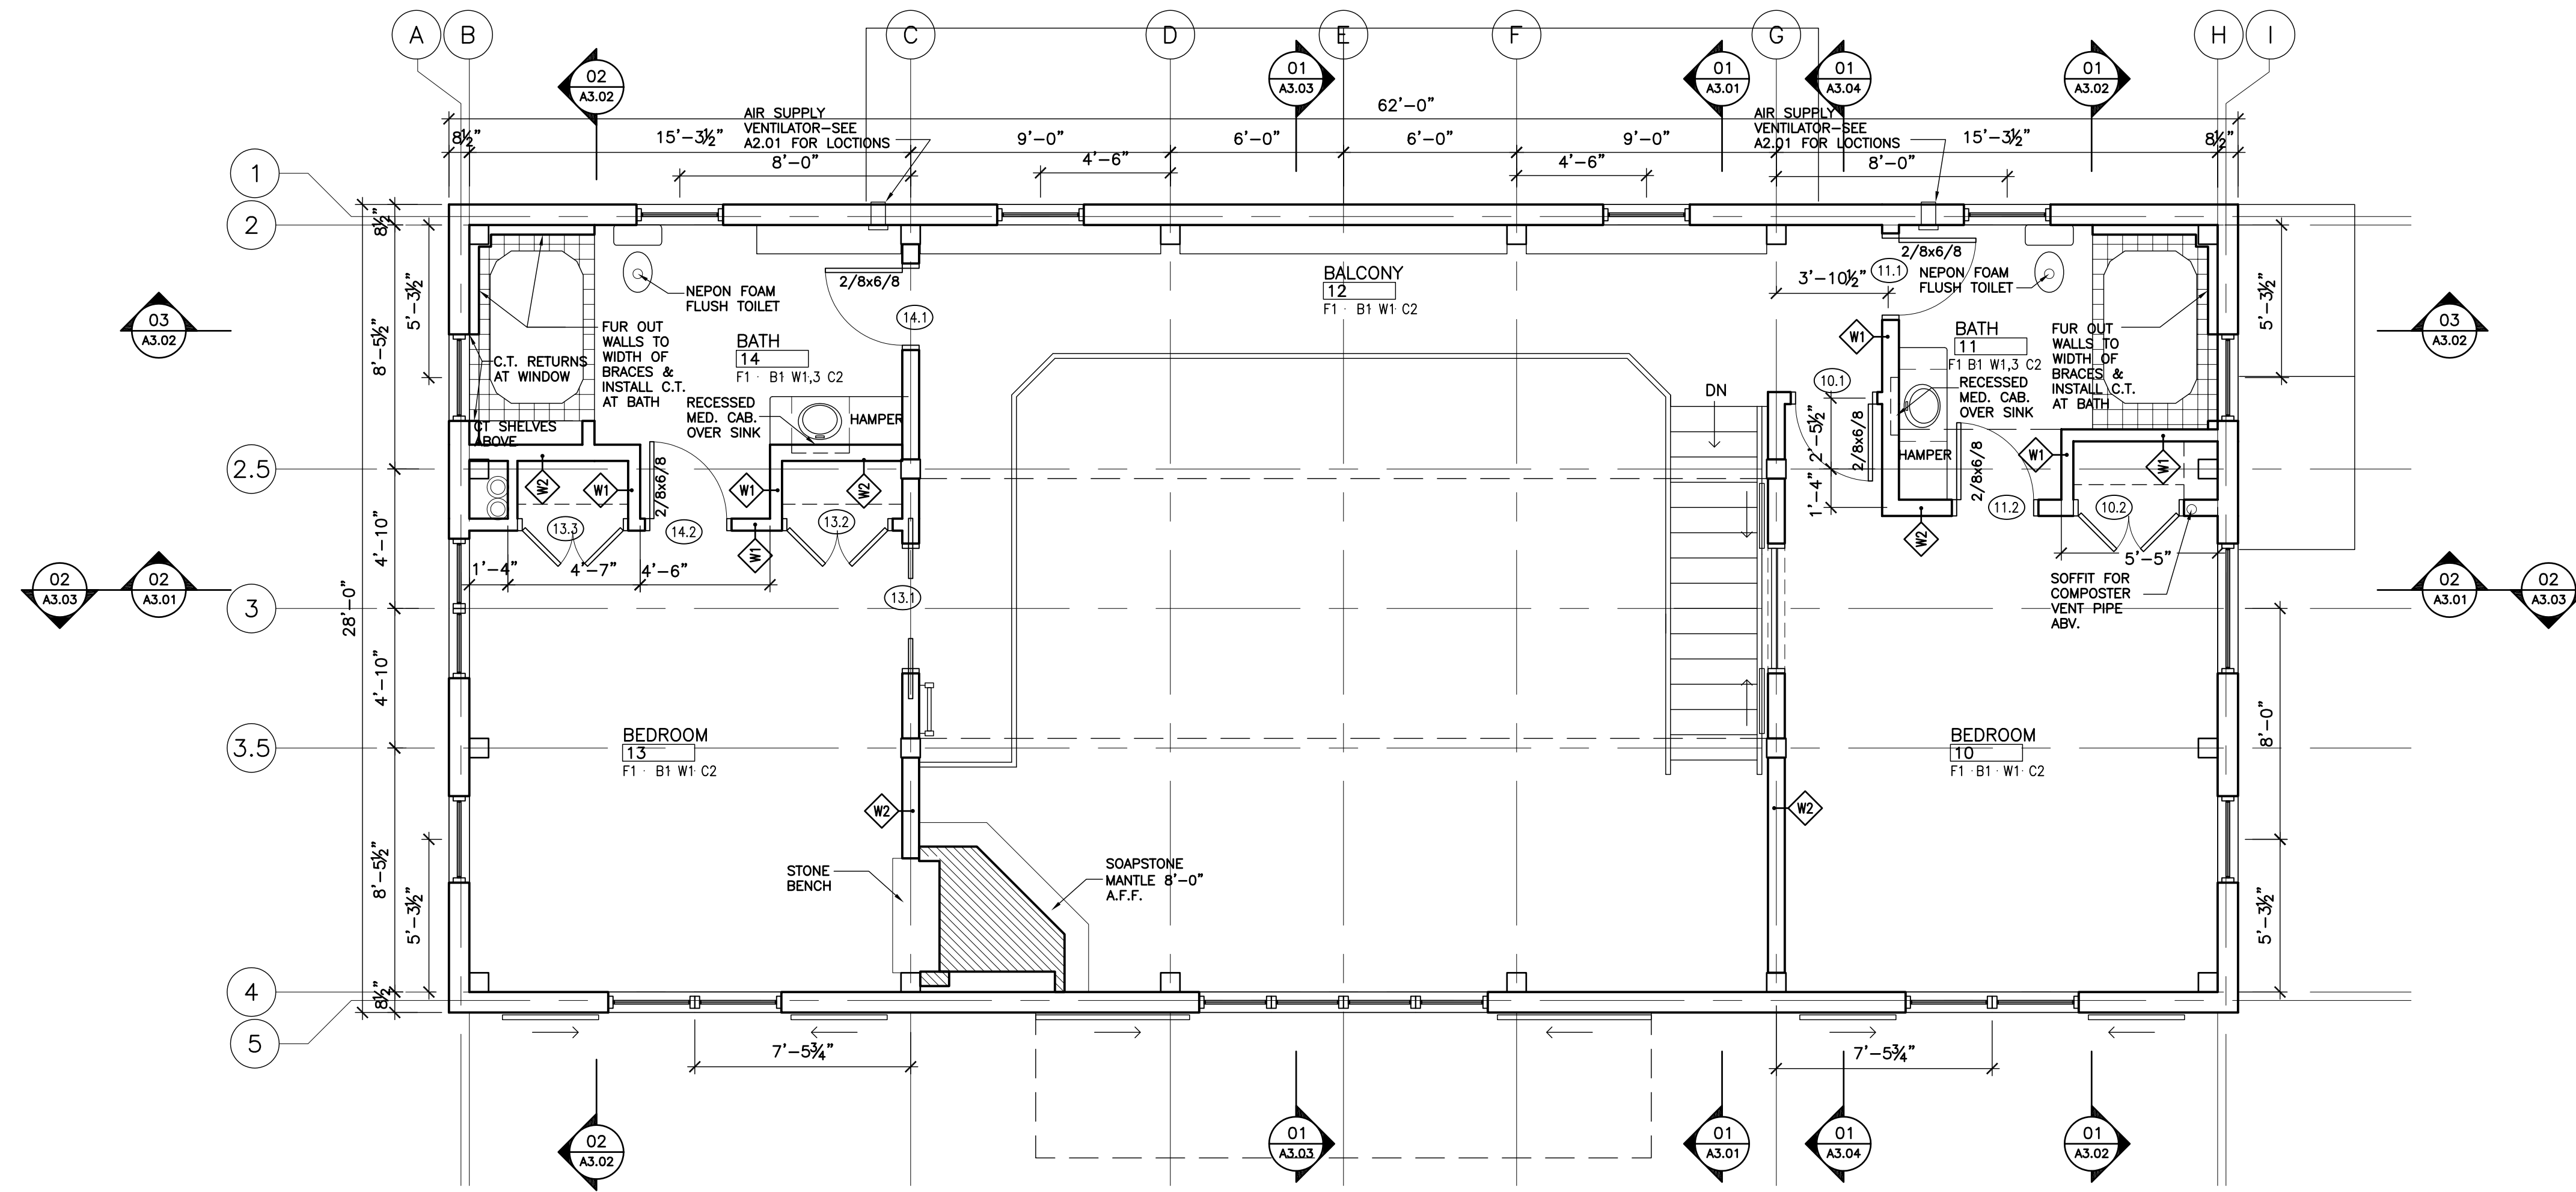 A
B
C
D
E
F
G
H
I
02
A3.02
01
A3.03
01
A3.01
01
A3.04
01
A3.02
62'-0"
8½"
15'-3½"
9'-0"
6'-0"
6'-0"
9'-0"
15'-3½"
8½"
AIR SUPPLY
VENTILATOR-SEE
A2.01 FOR LOCTIONS
AIR SUPPLY
VENTILATOR-SEE
A2.01 FOR LOCTIONS
8'-0"
4'-6"
4'-6"
8'-0"
1
2
2.5
3
3.5
4
5
28'-0"
8½"
8'-5½"
4'-10"
4'-10"
8'-5½"
8½"
5'-3½"
5'-3½"
03
A3.02
02
A3.03
02
A3.01
NEPON FOAM
FLUSH TOILET
FUR OUT
WALLS TO
WIDTH OF
BRACES &
INSTALL C.T.
AT BATH
C.T. RETURNS
AT WINDOW
CT SHELVES
ABOVE
BATH
14
F1 · B1 W1,3 C2
RECESSED
MED. CAB.
OVER SINK
HAMPER
2/8x6/8
14.1
2/8x6/8
W2
W1
W1
W2
W1
13.3
14.2
13.2
13.1
1'-4"
4'-7"
4'-6"
BALCONY
12
F1 · B1 W1 C2
DN
3'-10½"
11.1
2/8x6/8
NEPON FOAM
FLUSH TOILET
W1
BATH
11
F1 B1 W1,3 C2
RECESSED
MED. CAB.
OVER SINK
FUR OUT
WALLS TO
WIDTH OF
BRACES &
INSTALL C.T.
AT BATH
10.1
2'-5½"
1'-4"
2/8x6/8
HAMPER
2/8x6/8
W1
W1
W2
11.2
10.2
5'-5"
SOFFIT FOR
COMPOSTER
VENT PIPE
ABV.
5'-3½"
8'-0"
5'-3½"
03
A3.02
02
A3.01
02
A3.03
BEDROOM
13
F1 · B1 W1 C2
BEDROOM
10
F1 · B1 · W1 · C2
W2
W2
STONE
BENCH
SOAPSTONE
MANTLE 8'-0"
A.F.F.
7'-5¾"
7'-5¾"
02
A3.02
01
A3.03
01
A3.01
01
A3.04
01
A3.02